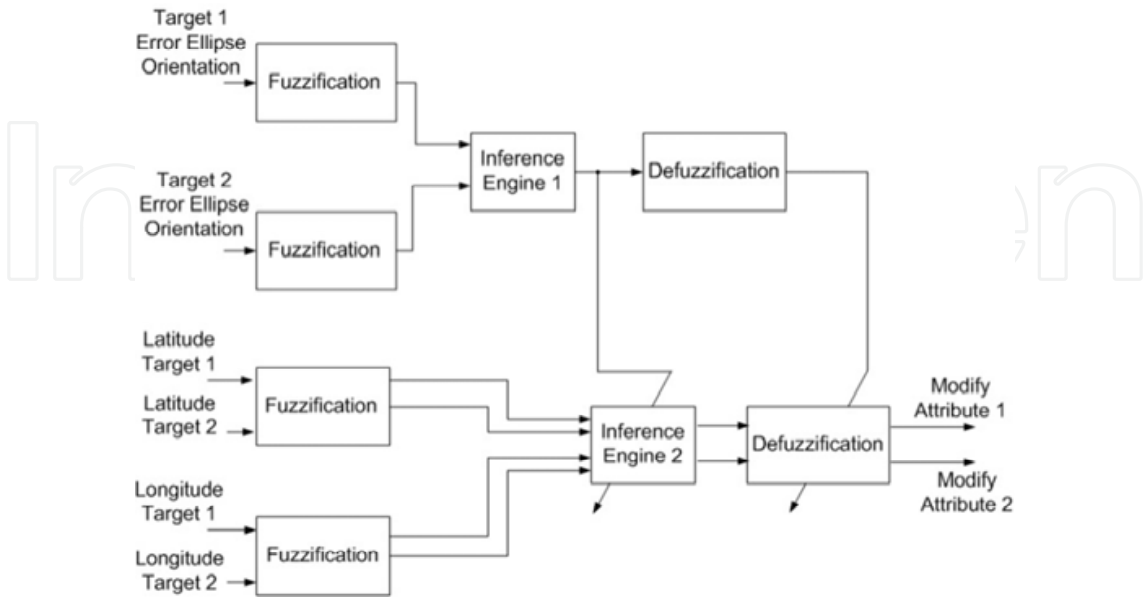 Target 1
Error Ellipse
Orientation
Fuzzification
Target 2
Error Ellipse
Orientation
Fuzzification
Inference
Engine 1
Defuzzification
Latitude
Target 1
Latitude
Target 2
Fuzzification
Longitude
Target 1
Longitude
Target 2
Fuzzification
Inference
Engine 2
Defuzzification
Modify
Attribute 1
Modify
Attribute 2
In
en